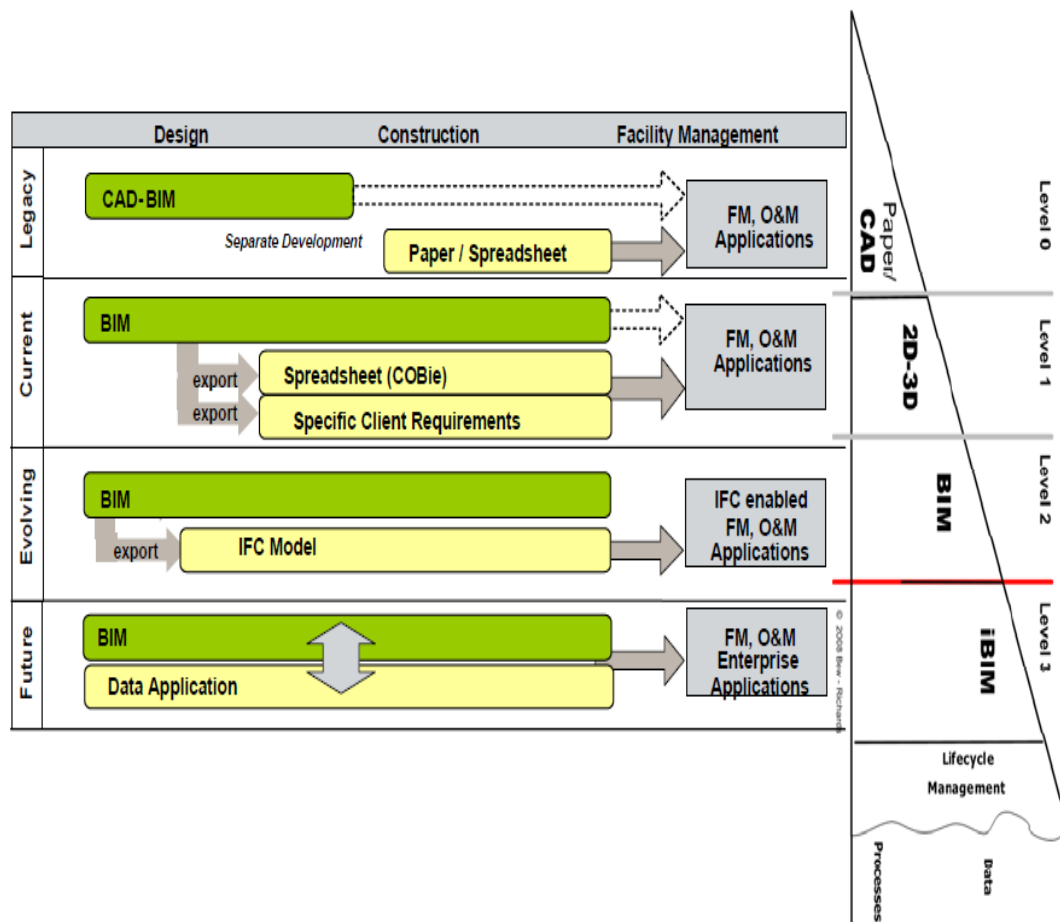 Design Construction Facility Management
Legacy
CAD-BIM
Separate Development
Paper / Spreadsheet
FM, O&M
Applications
Current
BIM
export
export
Spreadsheet (COBie)
Specific Client Requirements
FM, O&M
Applications
Evolving
BIM
export
IFC Model
IFC enabled
FM, O&M
Applications
Future
BIM
Data Application
FM, O&M
Enterprise
Applications
Paper/
CAD
Level 0
2D-3D
Level 1
BIM
Level 2
iBIM
Level 3
© 2008 Bew - Richards
Lifecycle
Management
Processes
Data